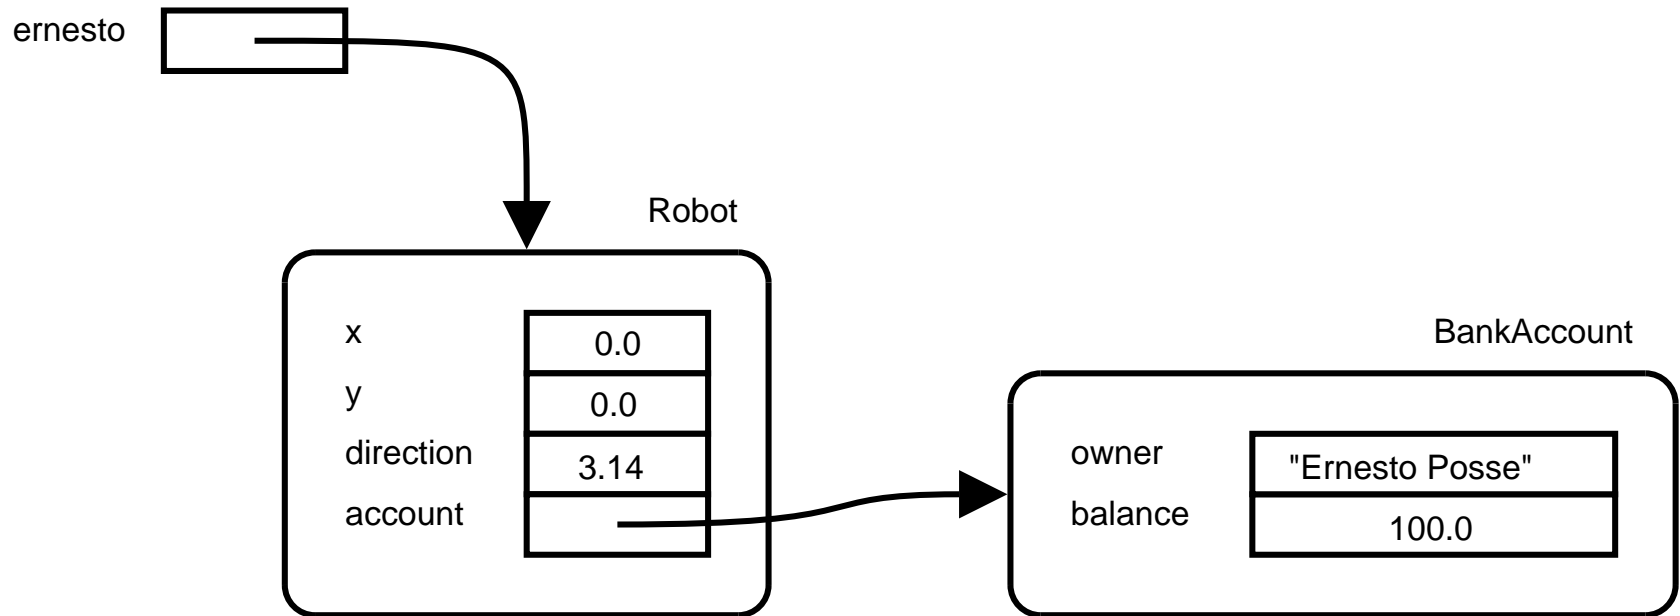 ernesto
Robot
x 0.0
y 0.0
direction 3.14
account
BankAccount
owner "Ernesto Posse"
balance 100.0